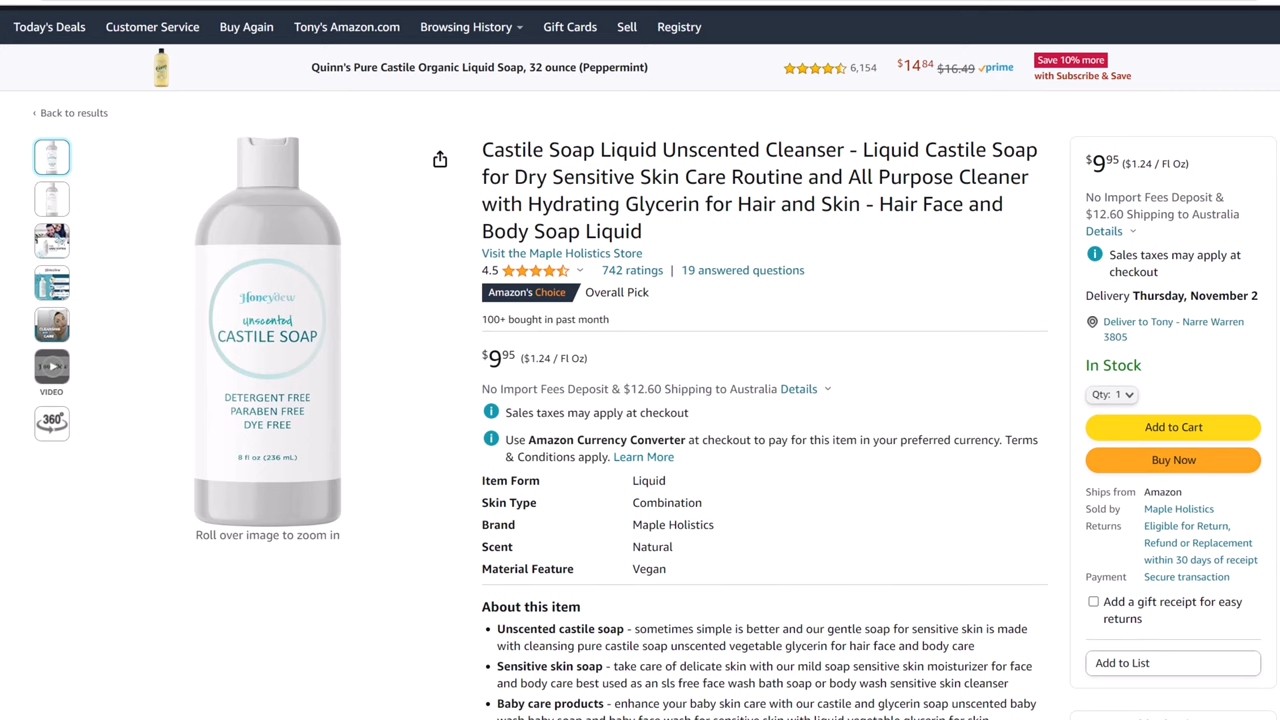 Today's Deals Customer Service Buy Again Tony's Amazon.com Browsing History Gift Cards Sell Registry
Quinn's Pure Castile Organic Liquid Soap, 32 ounce (Peppermint) 6,154 $14 84 $16.49 prime Save 10% more
with Subscribe & Save
‹ Back to results
Honeydew
unscented
CASTILE SOAP
DETERGENT FREE
PARABEN FREE
DYE FREE
8 fl oz (236 mL)
Roll over image to zoom in
VIDEO
360°
Castile Soap Liquid Unscented Cleanser - Liquid Castile Soap
for Dry Sensitive Skin Care Routine and All Purpose Cleaner
with Hydrating Glycerin for Hair and Skin - Hair Face and
Body Soap Liquid
Visit the Maple Holistics Store
4.5 742 ratings | 19 answered questions
Amazon's Choice Overall Pick
100+ bought in past month
$9 95 ($1.24 / Fl Oz)
No Import Fees Deposit & $12.60 Shipping to Australia Details
Sales taxes may apply at checkout
Use Amazon Currency Converter at checkout to pay for this item in your preferred currency. Terms
& Conditions apply. Learn More
Item Form Liquid
Skin Type Combination
Brand Maple Holistics
Scent Natural
Material Feature Vegan
About this item
• Unscented castile soap - sometimes simple is better and our gentle soap for sensitive skin is made
with cleansing pure castile soap unscented vegetable glycerin for hair face and body care
• Sensitive skin soap - take care of delicate skin with our mild soap sensitive skin moisturizer for face
and body care best used as an sls free face wash bath soap or body wash sensitive skin cleanser
• Baby care products - enhance your baby skin care with our castile and glycerin soap unscented baby
wash baby soap and baby face wash for sensitive skin with liquid vegetable glycerin for skin
$9 95 ($1.24 / Fl Oz)
No Import Fees Deposit &
$12.60 Shipping to Australia
Details
Sales taxes may apply at
checkout
Delivery Thursday, November 2
Deliver to Tony - Narre Warren
3805
In Stock
Qty: 1
Add to Cart
Buy Now
Ships from Amazon
Sold by Maple Holistics
Returns Eligible for Return,
Refund or Replacement
within 30 days of receipt
Payment Secure transaction
Add a gift receipt for easy
returns
Add to List